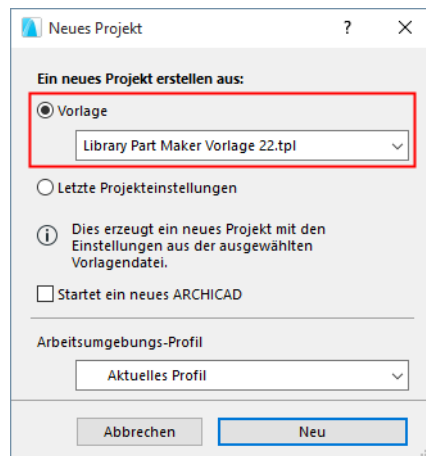 Neues Projekt
Ein neues Projekt erstellen aus:
Vorlage
Library Part Maker Vorlage 22.tpl
Letzte Projekteinstellungen
Dies erzeugt ein neues Projekt mit den
Einstellungen aus der ausgewählten
Vorlagendatei.
Startet ein neues ARCHICAD
Arbeitsumgebungs-Profil
Aktuelles Profil
Abbrechen
Neu